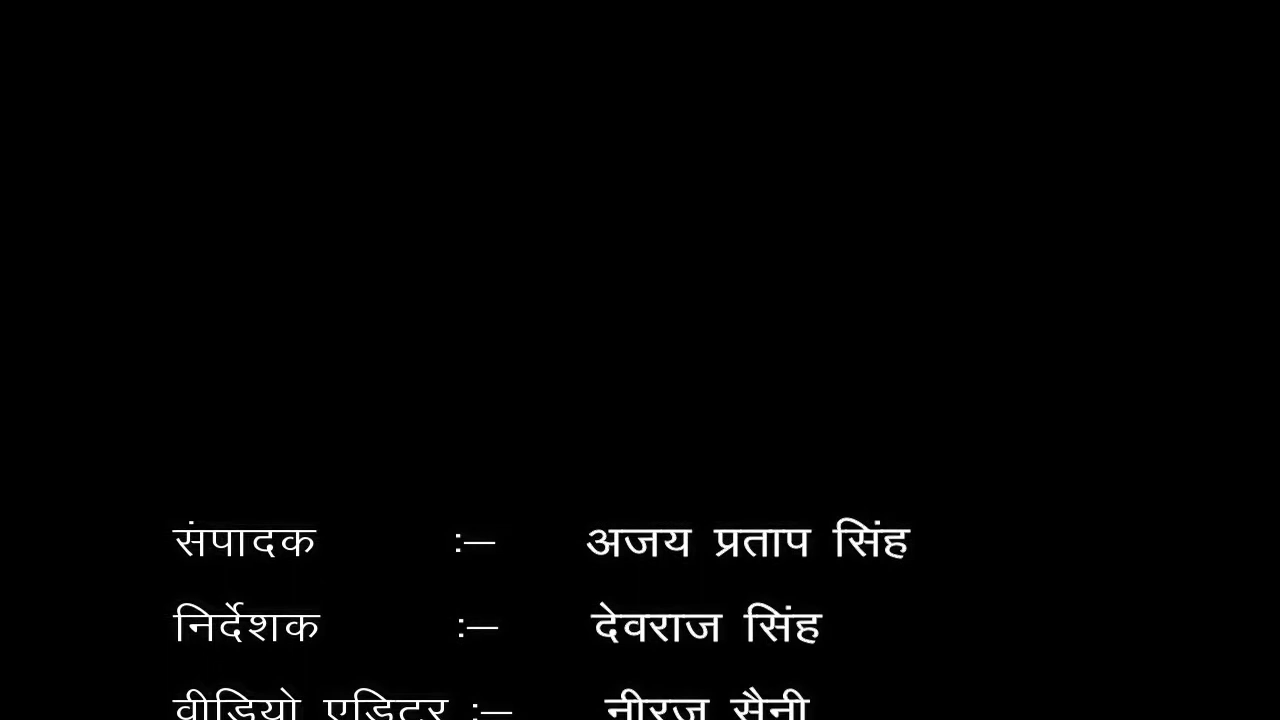 संपादक :— अजय प्रताप सिंह
निर्देशक :— देवराज सिंह
वीडियो एडिटर :— नीरज सैनी